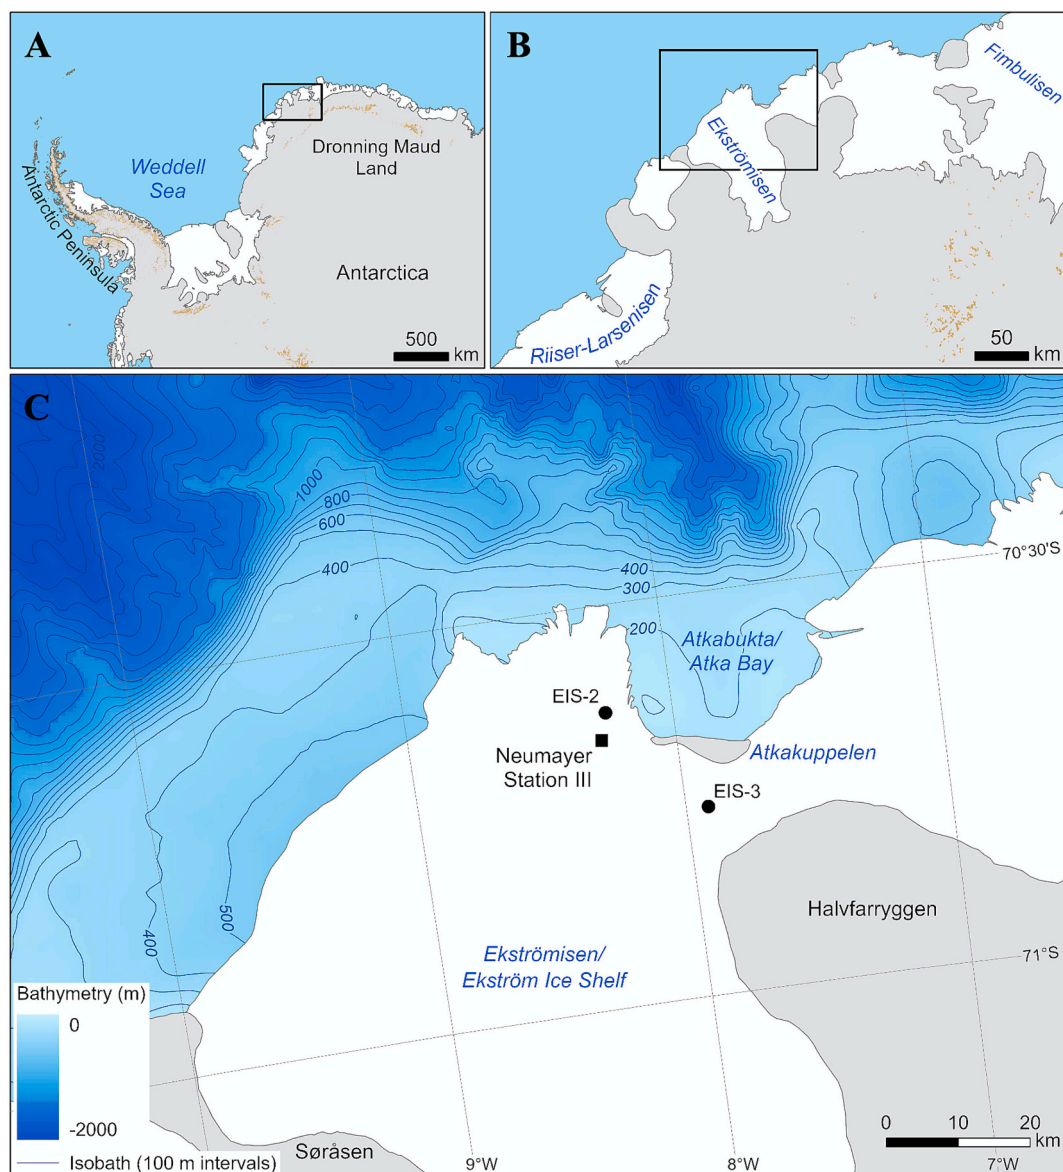 A
Weddell
Sea
Dronning Maud
Land
Antarctic Peninsula
Antarctica
500
km
B
Fimbulisen
Ekströmisen
Riiser-Larsenisen
50
km
C
2000
1000
800
600
400
400
300
200
70°30'S
Atkabukta/
Atka Bay
EIS-2
Neumayer
Station III
Atkakuppelen
EIS-3
Halvfarryggen
500
400
71°S
Ekströmisen/
Ekström Ice Shelf
Bathymetry (m)
0
-2000
Isobath (100 m intervals)
Søråsen
9°W
8°W
7°W
0 10 20
km